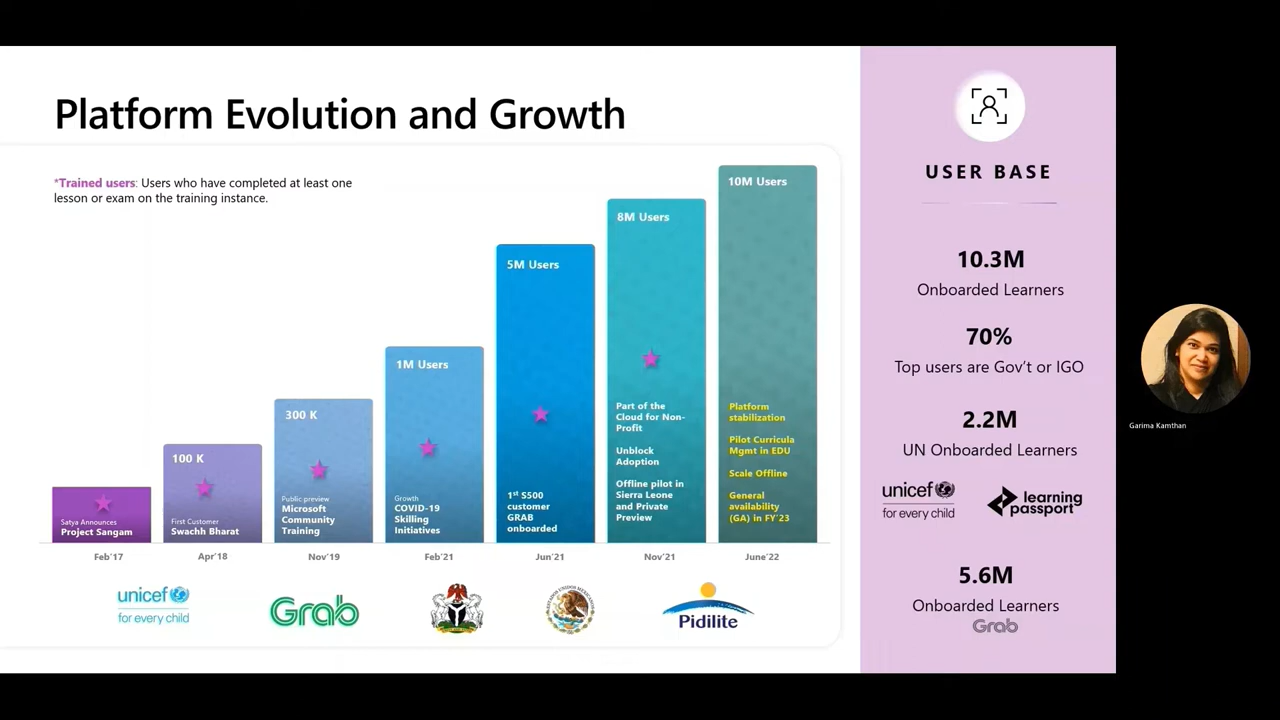 Platform Evolution and Growth
*Trained users: Users who have completed at least one
lesson or exam on the training instance.
Satya Announces
Project Sangam
Feb'17
100 K
First Customer
Swachh Bharat
Apr'18
300 K
Public preview
Microsoft
Community
Training
Nov'19
1M Users
Growth
COVID-19
Skilling
Initiatives
Feb'21
5M Users
1st S500
customer
GRAB
onboarded
Jun'21
8M Users
Part of the
Cloud for Non-
Profit
Unblock
Adoption
Offline pilot in
Sierra Leone
and Private
Preview
Nov'21
10M Users
Platform
stabilization
Pilot Curricula
Mgmt in EDU
Scale Offline
General
availability
(GA) in FY'23
June'22
unicef
for every child
Grab
Pidilite
USER BASE
10.3M
Onboarded Learners
70%
Top users are Gov't or IGO
2.2M
UN Onboarded Learners
unicef
for every child
learning
passport
5.6M
Onboarded Learners
Grab
Garima Kamthan